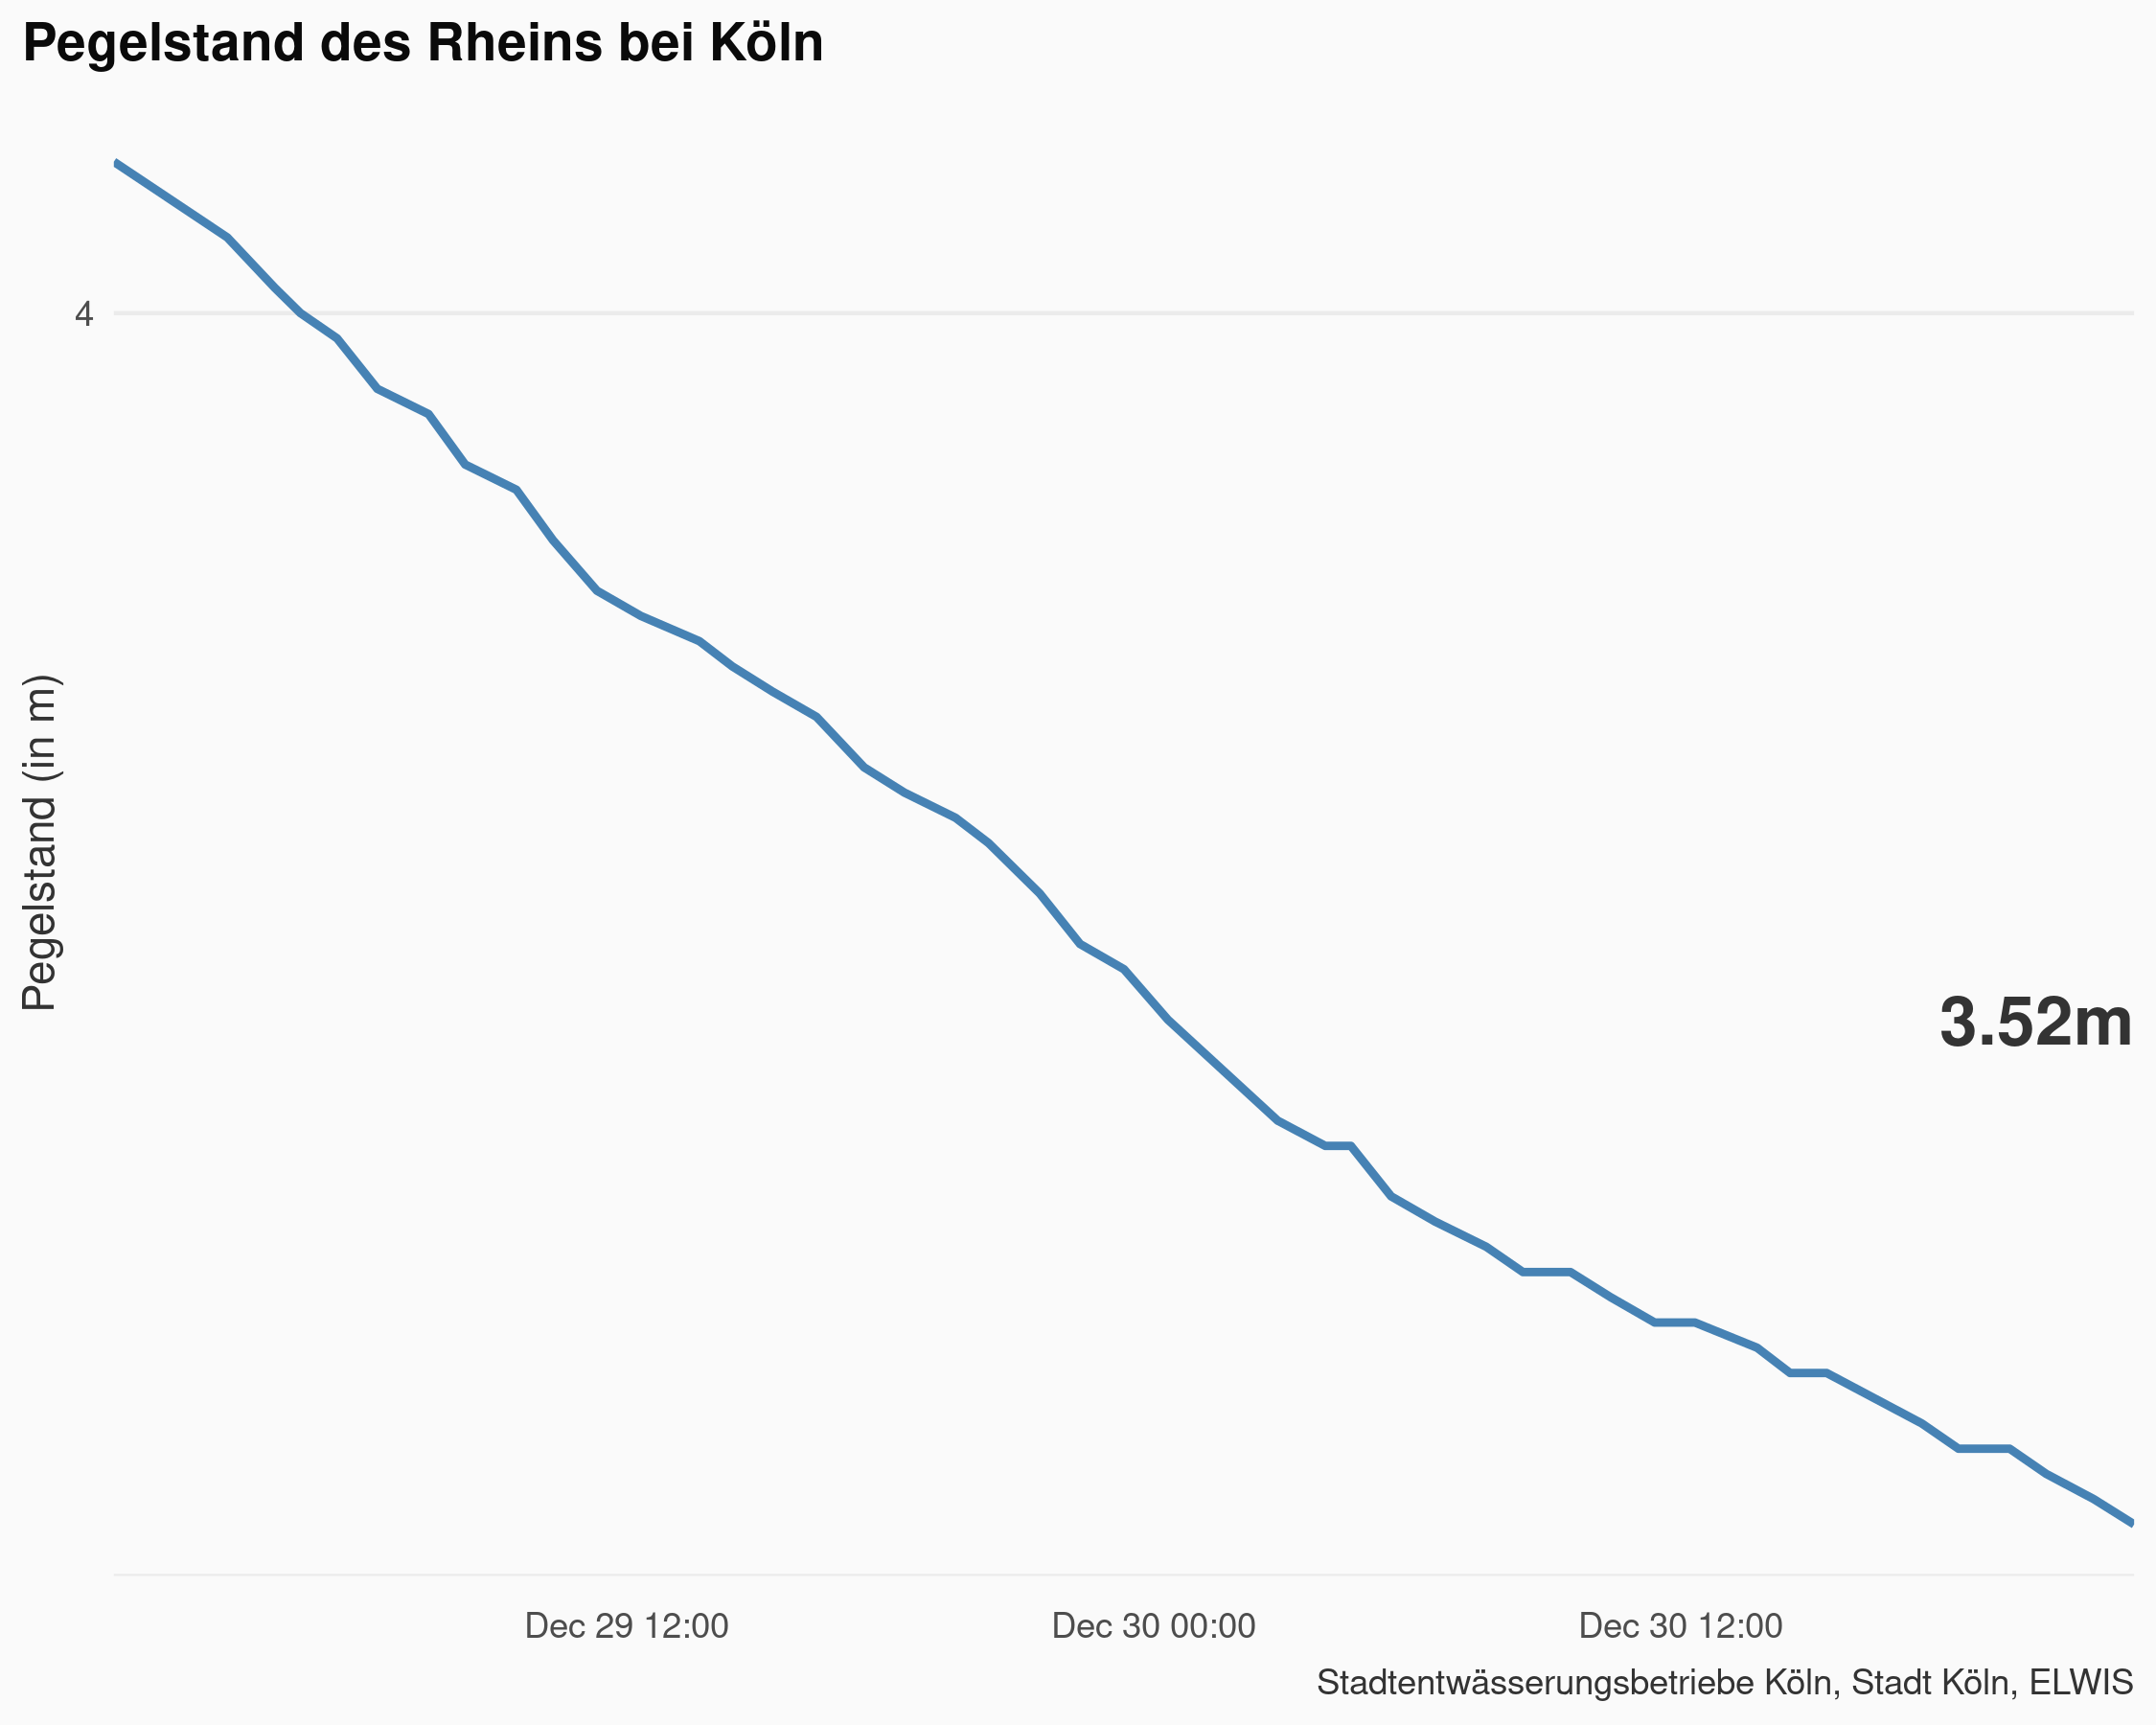 Pegelstand des Rheins bei Köln
4
Pegelstand (in m)
3.52m
Dec 29 12:00
Dec 30 00:00
Dec 30 12:00
Stadtentwässerungsbetriebe Köln, Stadt Köln, ELWIS